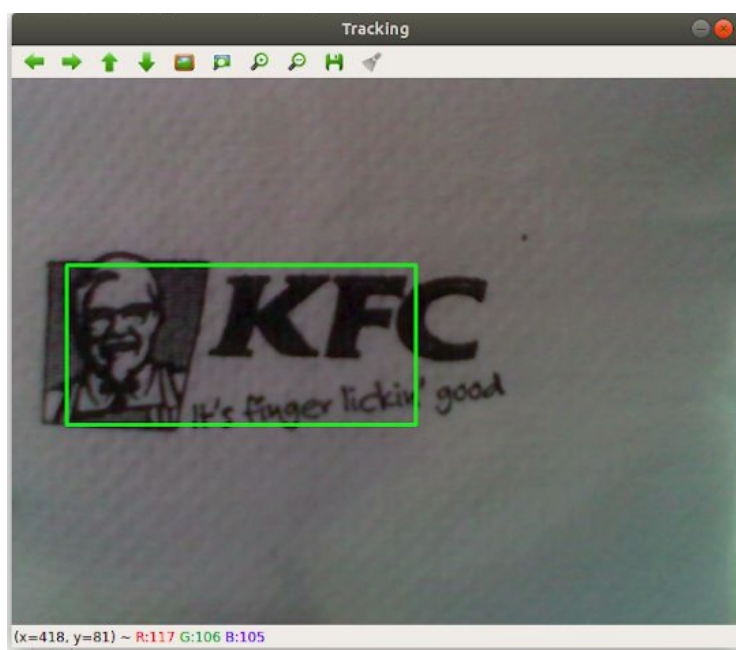 Tracking
KFC
It's finger lickin' good
(x=418, y=81) ~ R:117 G:106 B:105